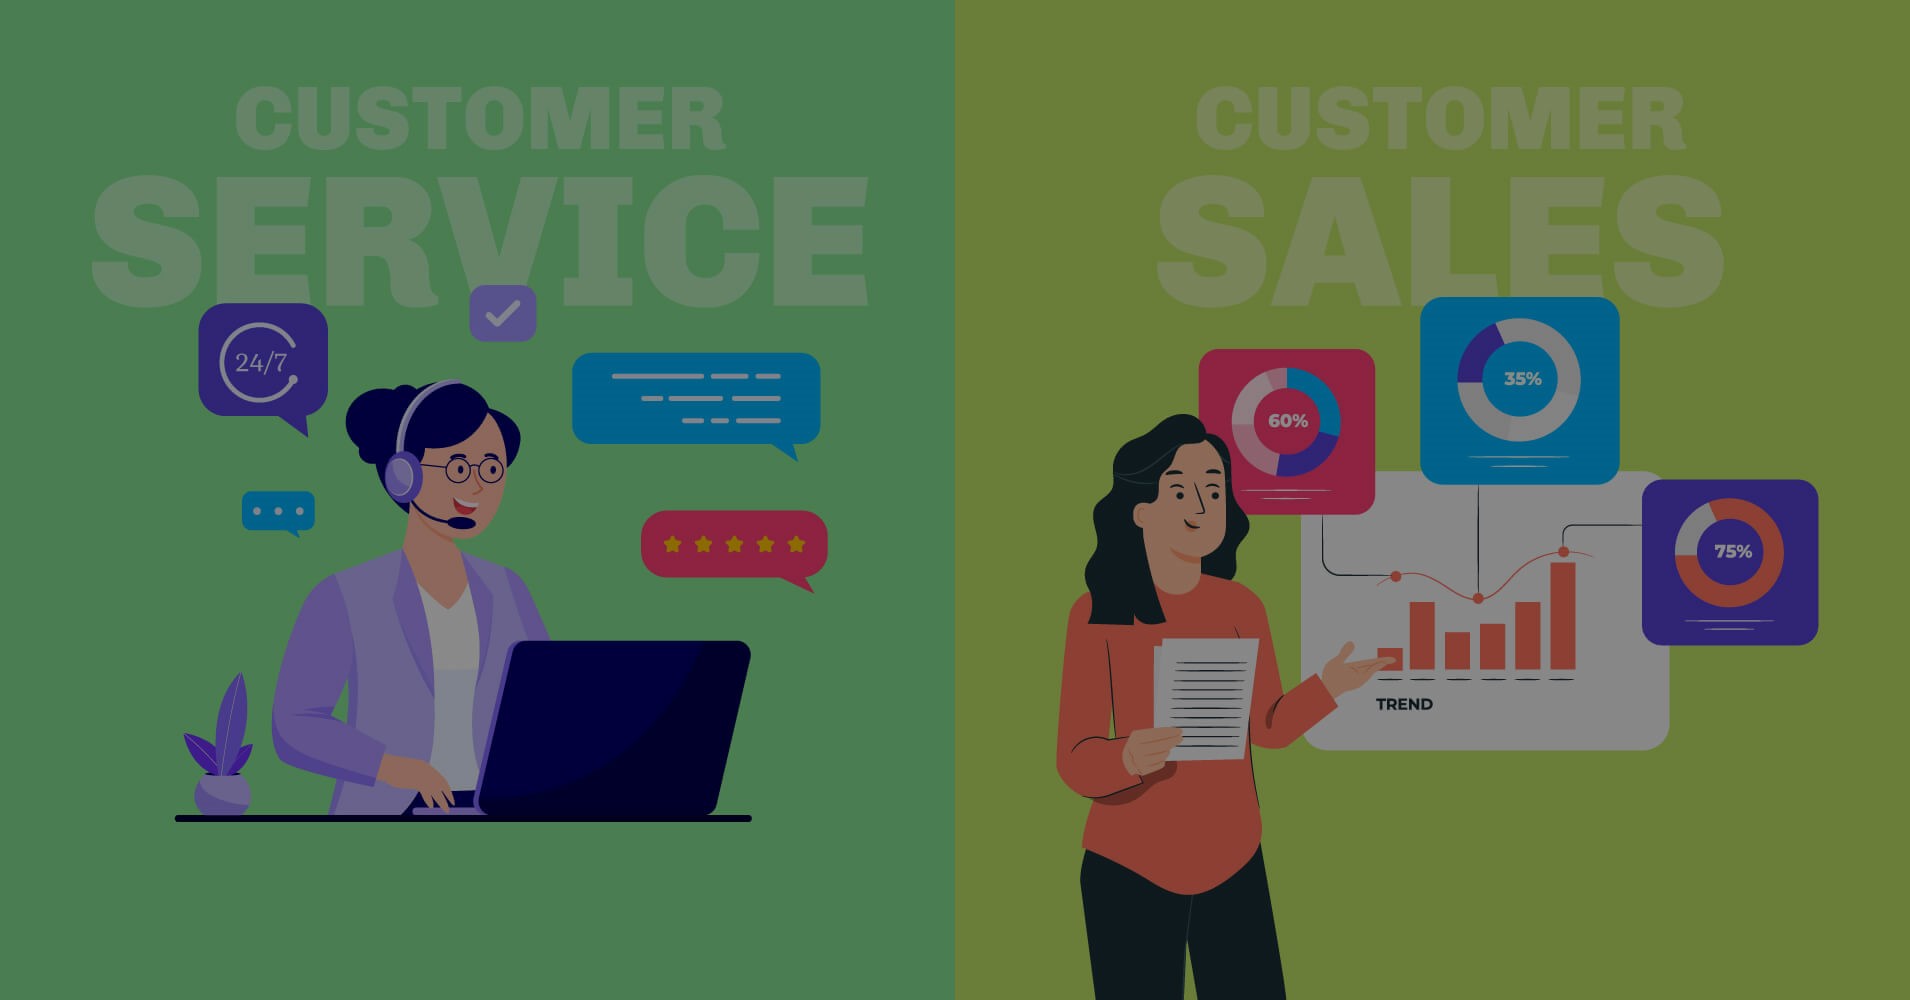 CUSTOMER
SERVICE
24/7
CUSTOMER
SALES
35%
60%
75%
TREND